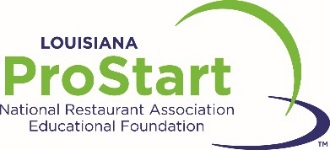 LOUISIANA
ProStart
National Restaurant Association
Educational Foundation
TM